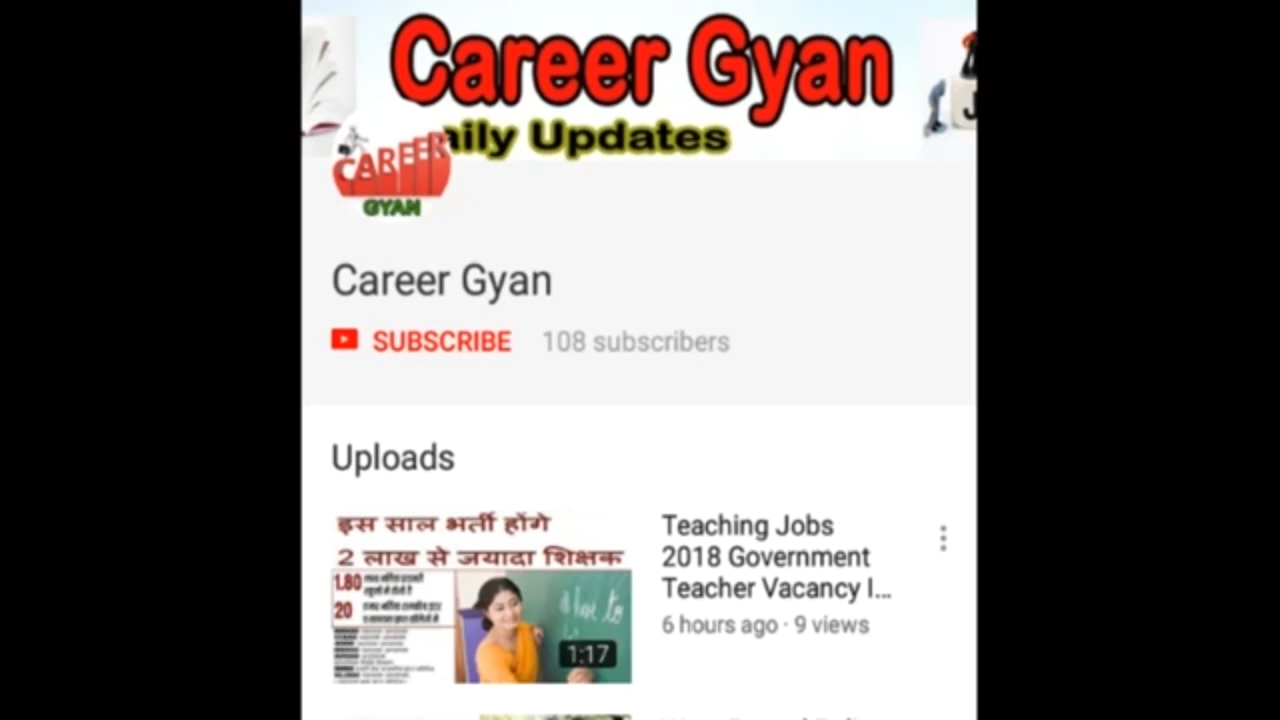 Career Gyan
aily Updates
CAREER
GYAN
Career Gyan
SUBSCRIBE 108 subscribers
Uploads
इस साल भर्ती होंगे
2 लाख से जयादा शिक्षक
1.80
20
1:17
Teaching Jobs
2018 Government
Teacher Vacancy I...
6 hours ago · 9 views